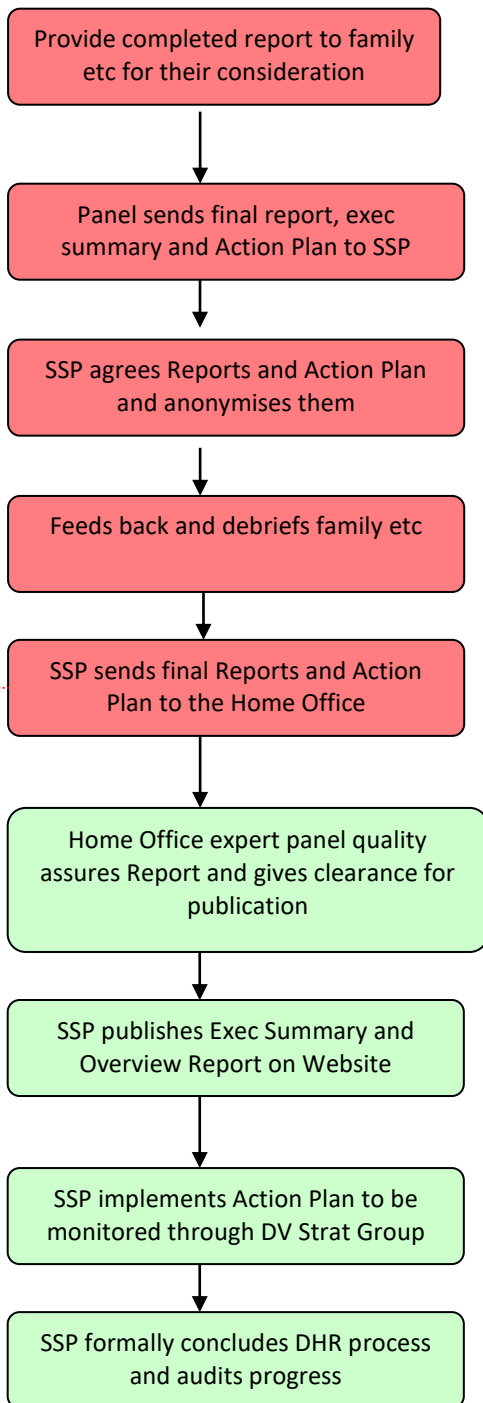 Provide completed report to family
etc for their consideration
Panel sends final report, exec
summary and Action Plan to SSP
SSP agrees Reports and Action Plan
and anonymises them
Feeds back and debriefs family etc
SSP sends final Reports and Action
Plan to the Home Office
Home Office expert panel quality
assures Report and gives clearance for
publication
SSP publishes Exec Summary and
Overview Report on Website
SSP implements Action Plan to be
monitored through DV Strat Group
SSP formally concludes DHR process
and audits progress